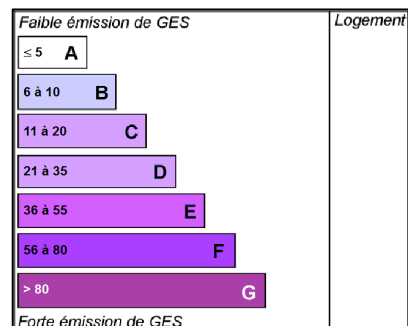 Faible émission de GES
Logement
≤ 5 A
6 à 10 B
11 à 20 C
21 à 35 D
36 à 55 E
56 à 80 F
> 80 G
Forte émission de GES